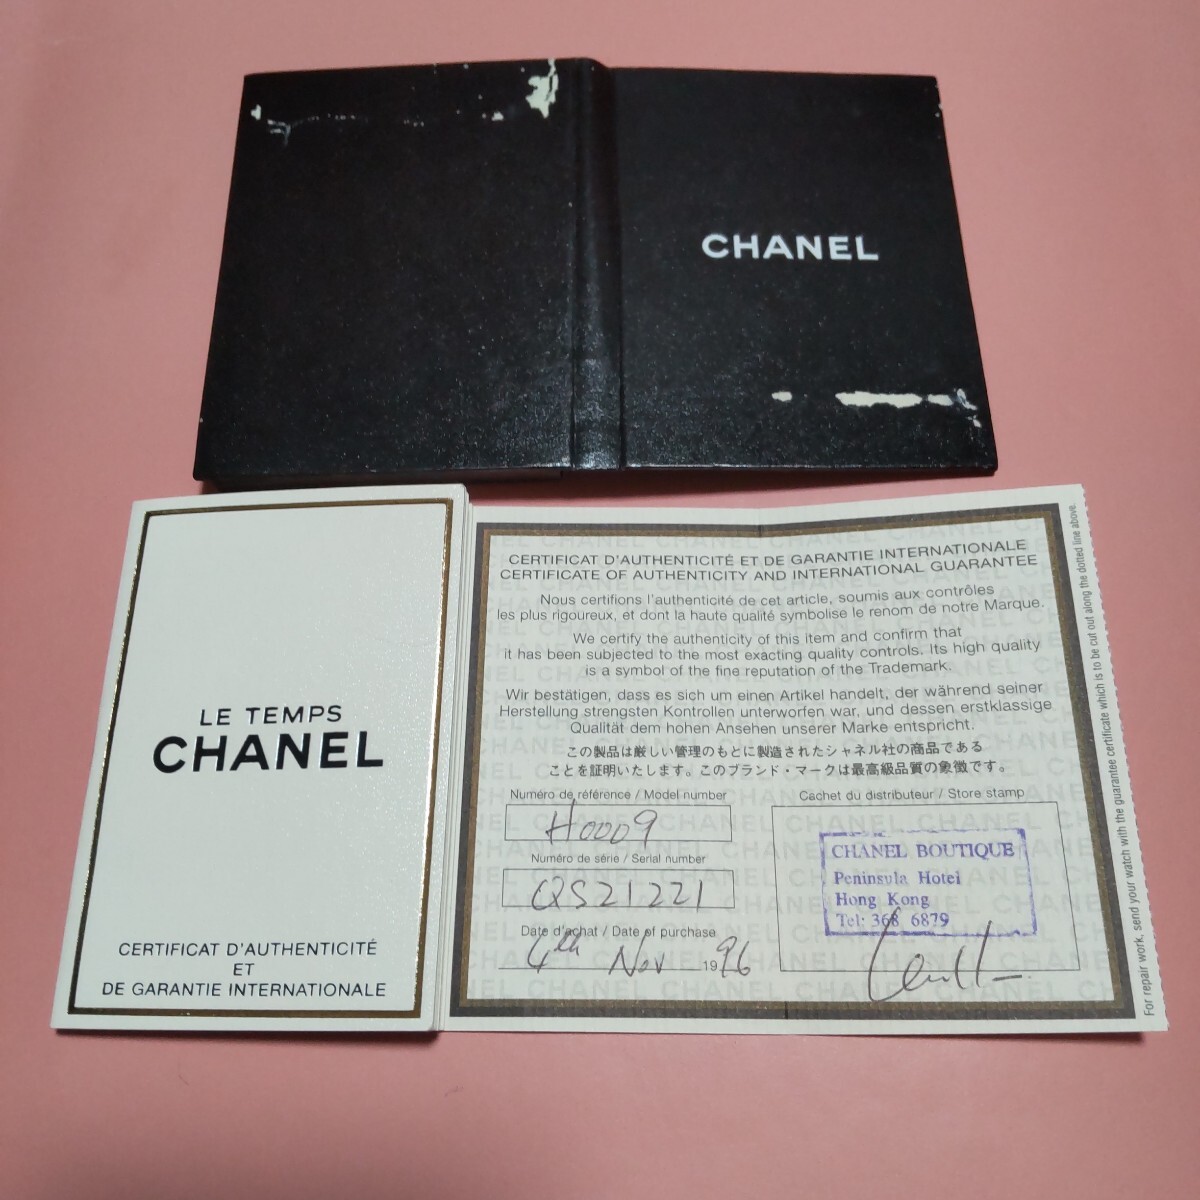 CHANEL
LE TEMPS
CHANEL
CERTIFICAT D'AUTHENTICITÉ
ET
DE GARANTIE INTERNATIONALE
CERTIFICAT D'AUTHENTICITÉ ET DE GARANTIE INTERNATIONALE
CERTIFICATE OF AUTHENTICITY AND INTERNATIONAL GUARANTEE
Nous certifions l'authenticité de cet article, soumis aux contrôles
les plus rigoureux, et dont la haute qualité symbolise le renom de notre Marque.
We certify the authenticity of this item and confirm that
it has been subjected to the most exacting quality controls. Its high quality
is a symbol of the fine reputation of the Trademark.
Wir bestätigen, dass es sich um einen Artikel handelt, der während seiner
Herstellung strengsten Kontrollen unterworfen war, und dessen erstklassige
Qualität dem hohen Ansehen unserer Marke entspricht.
この製品は厳しい管理のもとに製造されたシャネル社の商品である
ことを証明いたします。このブランド・マークは最高級品質の象徴です。
Numéro de référence / Model number
H0009
Numéro de série / Serial number
QS21221
Date d'achat / Date of purchase
4th Nov 1996
Cachet du distributeur / Store stamp
CHANEL BOUTIQUE
Peninsula Hotel
Hong Kong
Tel: 368 6879
For repair work, send your watch with the guarantee certificate which is to be cut out along the dotted line above.